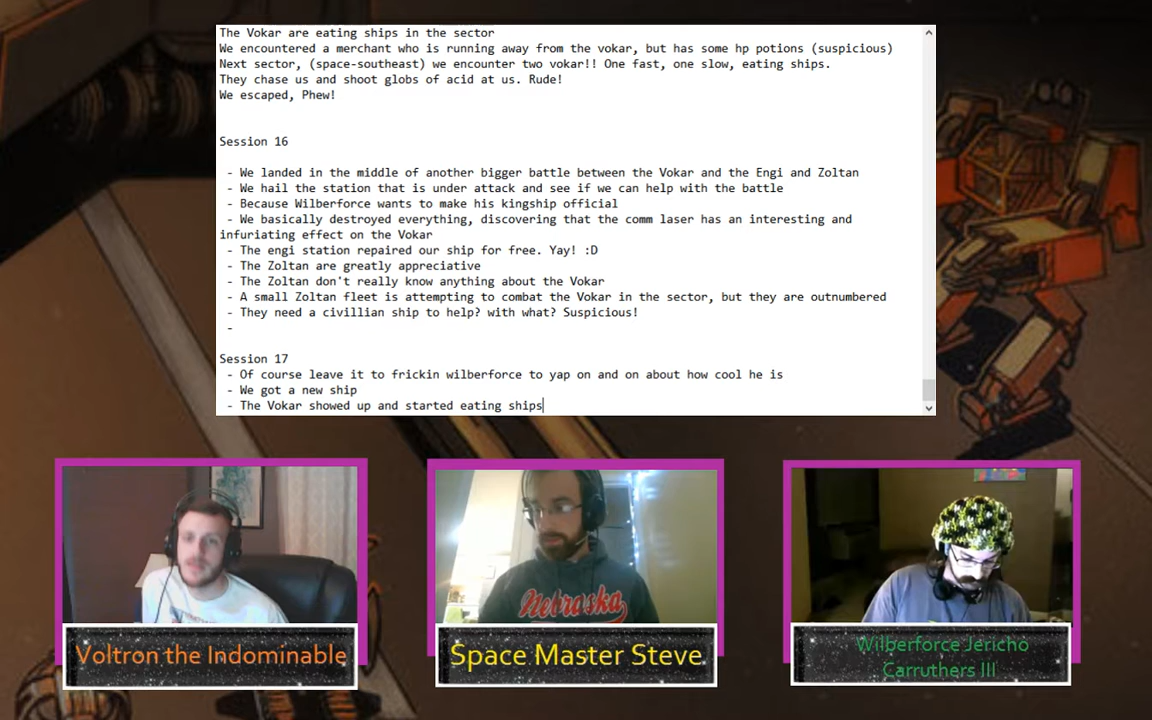 The Vokar are eating ships in the sector
We encountered a merchant who is running away from the vokar, but has some hp potions (suspicious)
Next sector, (space-southeast) we encounter two vokar!! One fast, one slow, eating ships.
They chase us and shoot globs of acid at us. Rude!
We escaped, Phew!
Session 16
- We landed in the middle of another bigger battle between the Vokar and the Engi and Zoltan
- We hail the station that is under attack and see if we can help with the battle
- Because Wilberforce wants to make his kingship official
- We basically destroyed everything, discovering that the comm laser has an interesting and
infuriating effect on the Vokar
- The engi station repaired our ship for free. Yay! :D
- The Zoltan are greatly appreciative
- The Zoltan don't really know anything about the Vokar
- A small Zoltan fleet is attempting to combat the Vokar in the sector, but they are outnumbered
- They need a civillian ship to help? with what? Suspicious!
-
Session 17
- Of course leave it to frickin wilberforce to yap on and on about how cool he is
- We got a new ship
- The Vokar showed up and started eating ships
Nebraska
Voltron the Indominable
Space Master Steve
Wilberforce Jericho
Carruthers III